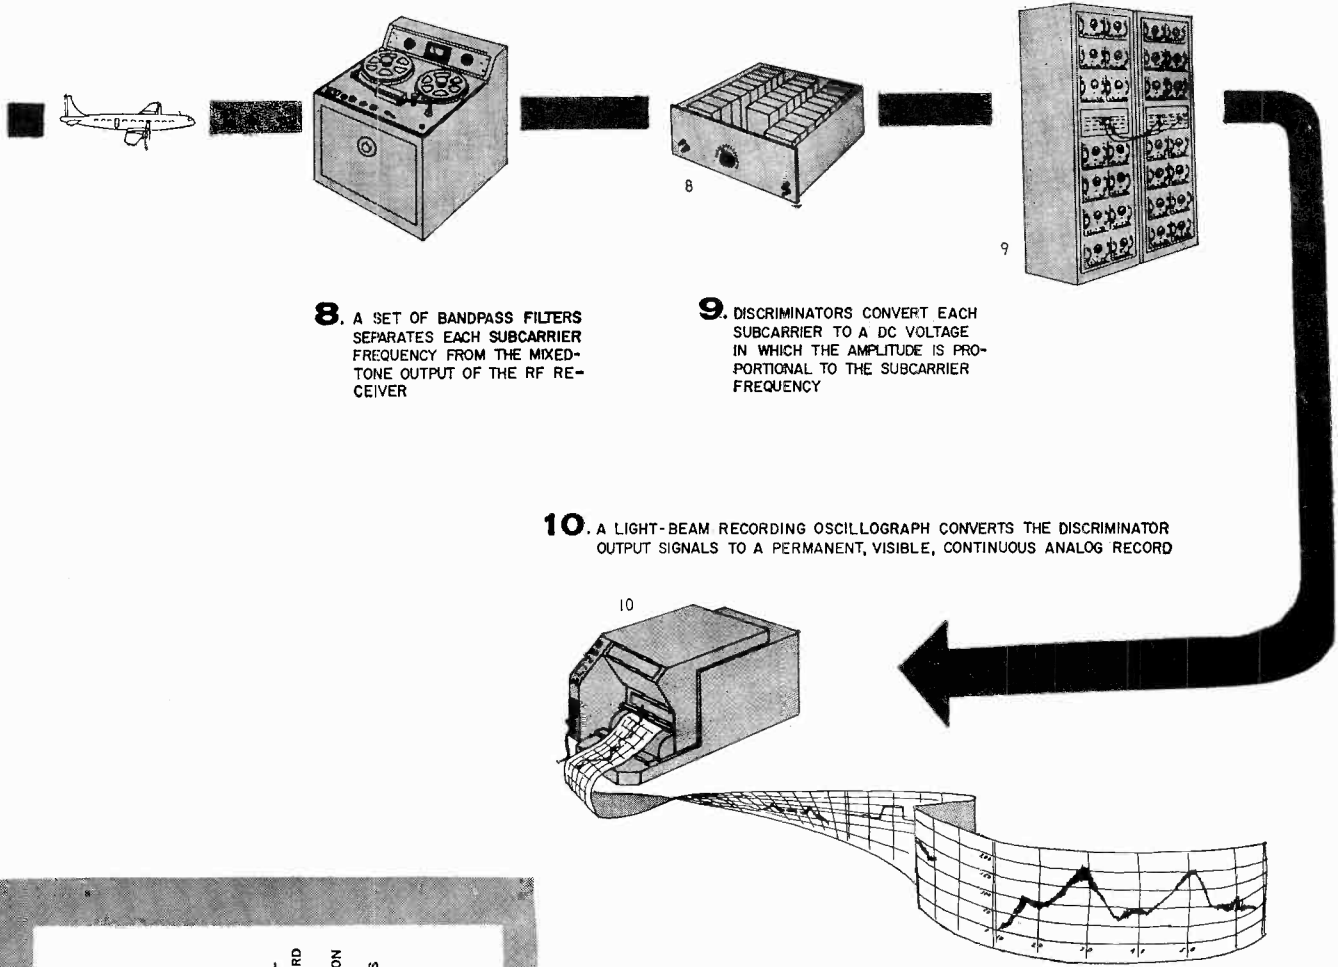 8
9
8. A SET OF BANDPASS FILTERS
SEPARATES EACH SUBCARRIER
FREQUENCY FROM THE MIXED-
TONE OUTPUT OF THE RF RE-
CEIVER
9. DISCRIMINATORS CONVERT EACH
SUBCARRIER TO A DC VOLTAGE
IN WHICH THE AMPLITUDE IS PRO-
PORTIONAL TO THE SUBCARRIER
FREQUENCY
10. A LIGHT-BEAM RECORDING OSCILLOGRAPH CONVERTS THE DISCRIMINATOR
OUTPUT SIGNALS TO A PERMANENT, VISIBLE, CONTINUOUS ANALOG RECORD
10